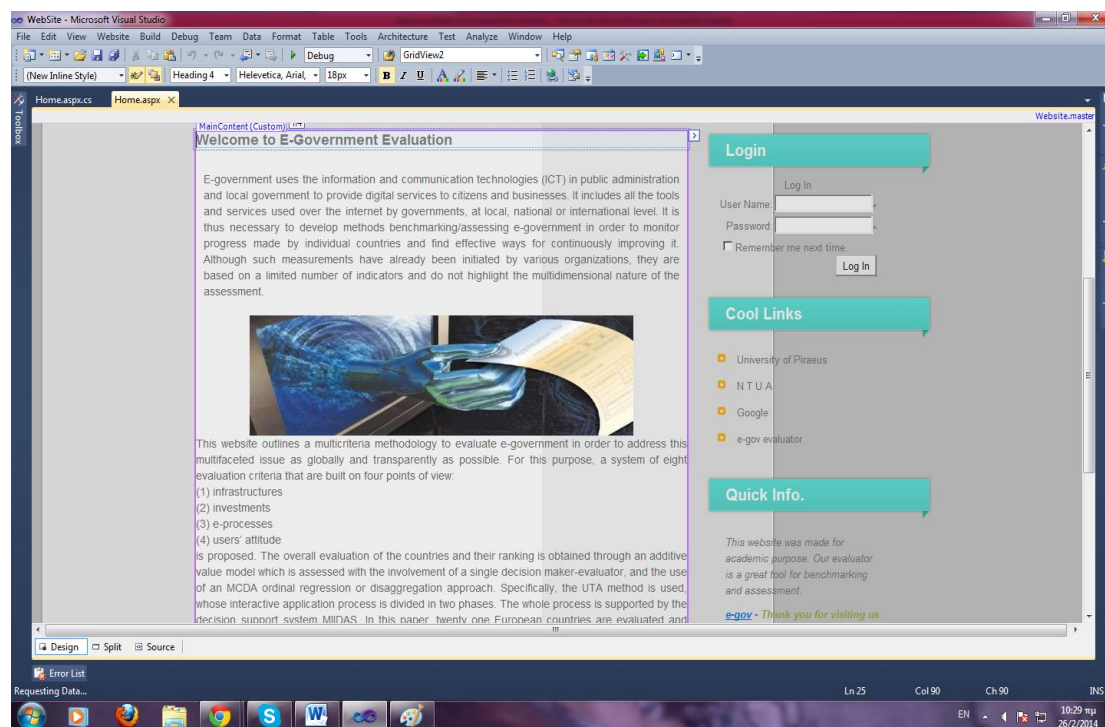 WebSite - Microsoft Visual Studio
File Edit View Website Build Debug Team Data Format Table Tools Architecture Test Analyze Window Help
Debug GridView2
(New Inline Style) Heading 4 Helevetica, Arial, 18px B I U A
Home.aspx.cs Home.aspx
Toolbox
Website.master
MainContent (Custom)
Welcome to E-Government Evaluation
E-government uses the information and communication technologies (ICT) in public administration
and local government to provide digital services to citizens and businesses. It includes all the tools
and services used over the internet by governments, at local, national or international level. It is
thus necessary to develop methods benchmarking/assessing e-government in order to monitor
progress made by individual countries and find effective ways for continuously improving it.
Although such measurements have already been initiated by various organizations, they are
based on a limited number of indicators and do not highlight the multidimensional nature of the
assessment.
Application for
This website outlines a multicriteria methodology to evaluate e-government in order to address this
multifaceted issue as globally and transparently as possible. For this purpose, a system of eight
evaluation criteria that are built on four points of view:
(1) infrastructures
(2) investments
(3) e-processes
(4) users' attitude
is proposed. The overall evaluation of the countries and their ranking is obtained through an additive
value model which is assessed with the involvement of a single decision maker-evaluator, and the use
of an MCDA ordinal regression or disaggregation approach. Specifically, the UTA method is used,
whose interactive application process is divided in two phases. The whole process is supported by the
decision support system MIIDAS. In this paper, twenty one European countries are evaluated and
Login
Log In
User Name:
Password:
Remember me next time.
Log In
Cool Links
University of Piraeus
N T U A
Google
e-gov evaluator
Quick Info.
This website was made for
academic purpose. Our evaluator
is a great tool for benchmarking
and assessment.
e-gov - Thank you for visiting us
Design Split Source
Error List
Requesting Data... Ln 25 Col 90 Ch 90 INS
EN 10:29 πμ
26/2/2014